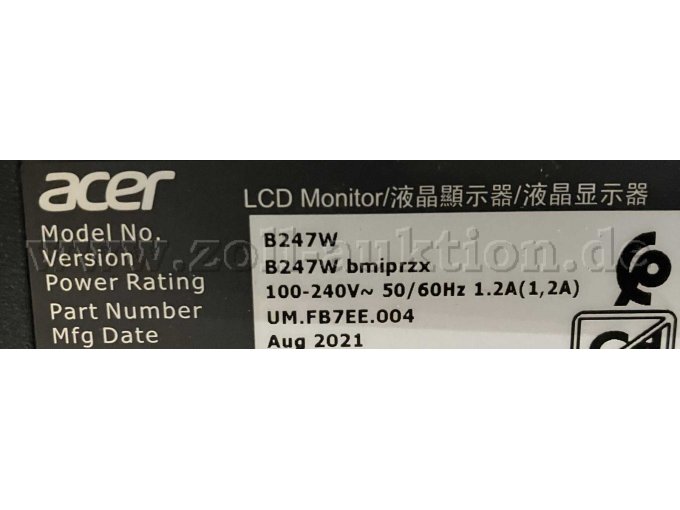 acer
LCD Monitor/液晶顯示器/液晶显示器
Model No. B247W
Version B247W bmiprzx
Power Rating 100-240V~ 50/60Hz 1.2A(1,2A)
Part Number UM.FB7EE.004
Mfg Date Aug 2021
www.zoll-auktion.de